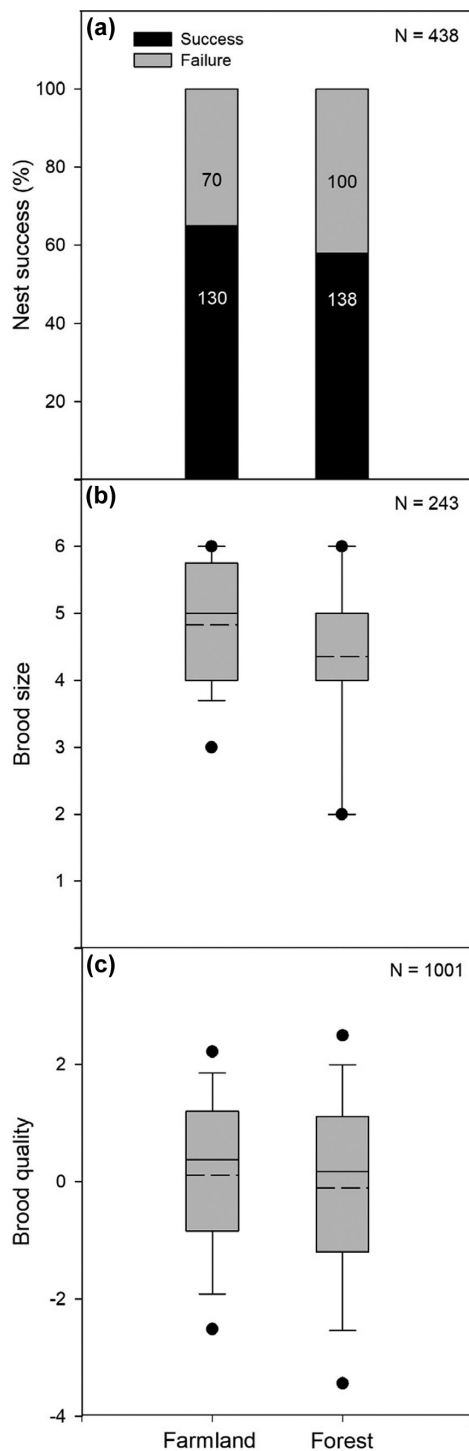 (a)
Success
Failure
N = 438
100
80
60
40
20
Nest success (%)
70
100
130
138
(b)
N = 243
6
5
4
3
2
1
Brood size
(c)
N = 1001
2
0
-2
-4
Brood quality
Farmland
Forest